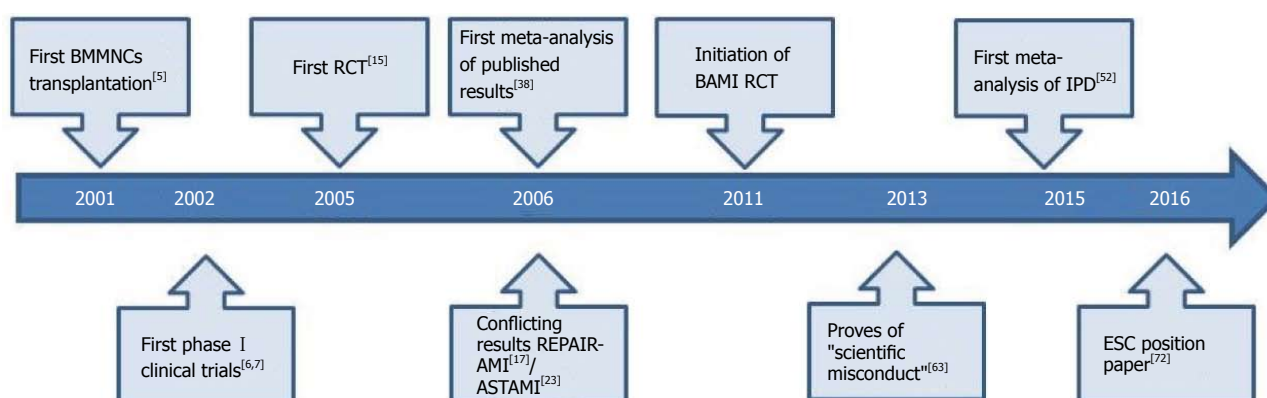 First BMMNCs
transplantation[5]
First RCT[15]
First meta-analysis
of published
results[38]
Initiation of
BAMI RCT
First meta-
analysis of IPD[52]
2001 2002 2005 2006 2011 2013 2015 2016
First phase I
clinical trials[6,7]
Conflicting
results REPAIR-
AMI[17]/
ASTAMI[23]
Proves of
"scientific
misconduct"[63]
ESC position
paper[72]